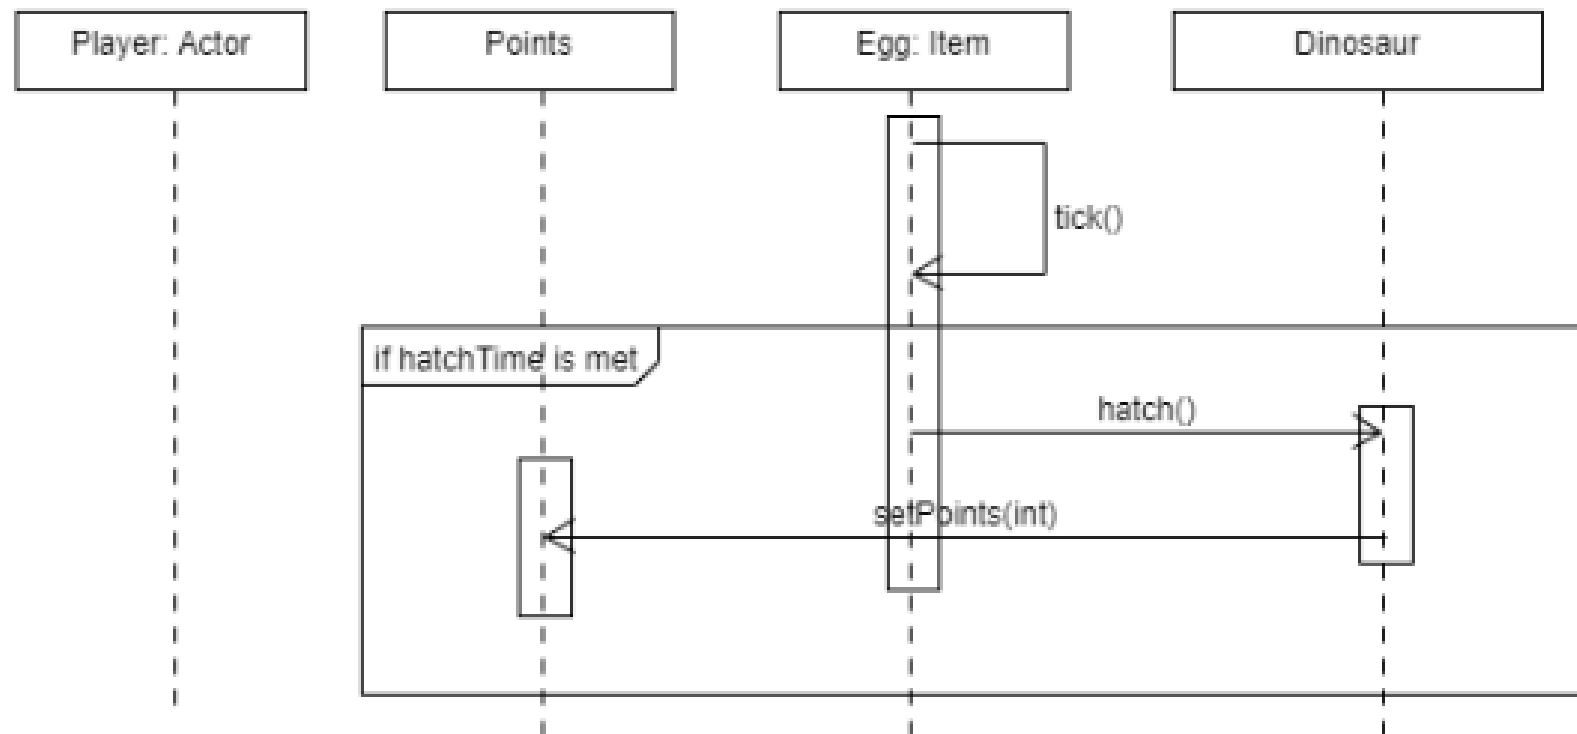 Player: Actor
Points
Egg: Item
Dinosaur
tick()
if hatchTime is met
hatch()
setPoints(int)